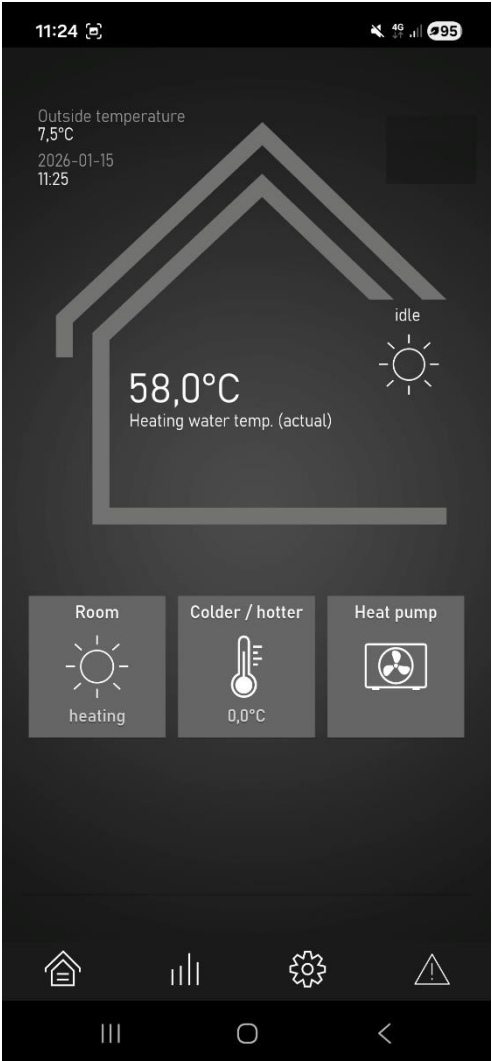 11:24
4G
95
Outside temperature
7,5°C
2026-01-15
11:25
idle
58,0°C
Heating water temp. (actual)
Room
heating
Colder / hotter
0,0°C
Heat pump